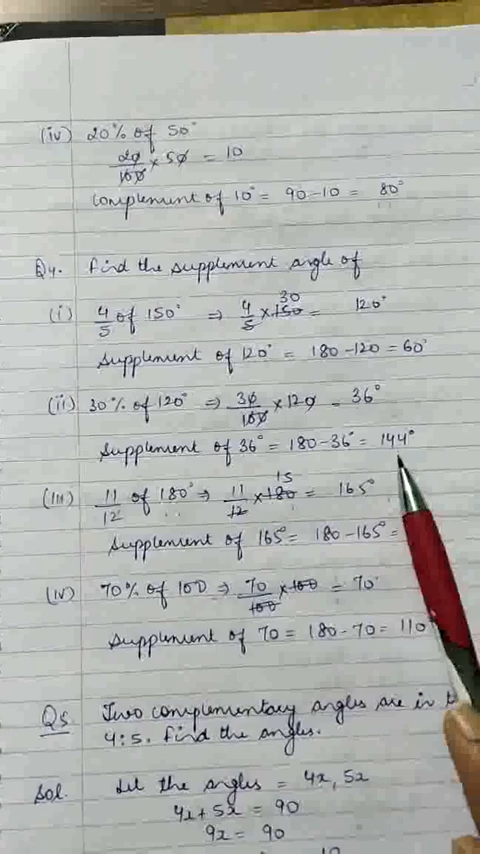 (iv) 20% of 50°
20/100 × 50 = 10
Complement of 10° = 90-10 = 80°
Q4. find the supplement angle of
(i) 4/5 of 150° ⇒ 4/5 × 150 30 = 120°
Supplement of 120° = 180-120 = 60°
(ii) 30% of 120° ⇒ 30/100 × 120 = 36°
Supplement of 36° = 180-36° = 144°
(iii) 11/12 of 180° ⇒ 11/12 × 180 15 = 165°
Supplement of 165° = 180-165° =
(iv) 70% of 100 ⇒ 70/100 × 100 = 70°
Supplement of 70 = 180-70 = 110
Q5. Two complementary angles are in
4:5. find the angles.
Sol. Let the angles = 4x, 5x
4x+5x = 90
9x = 90